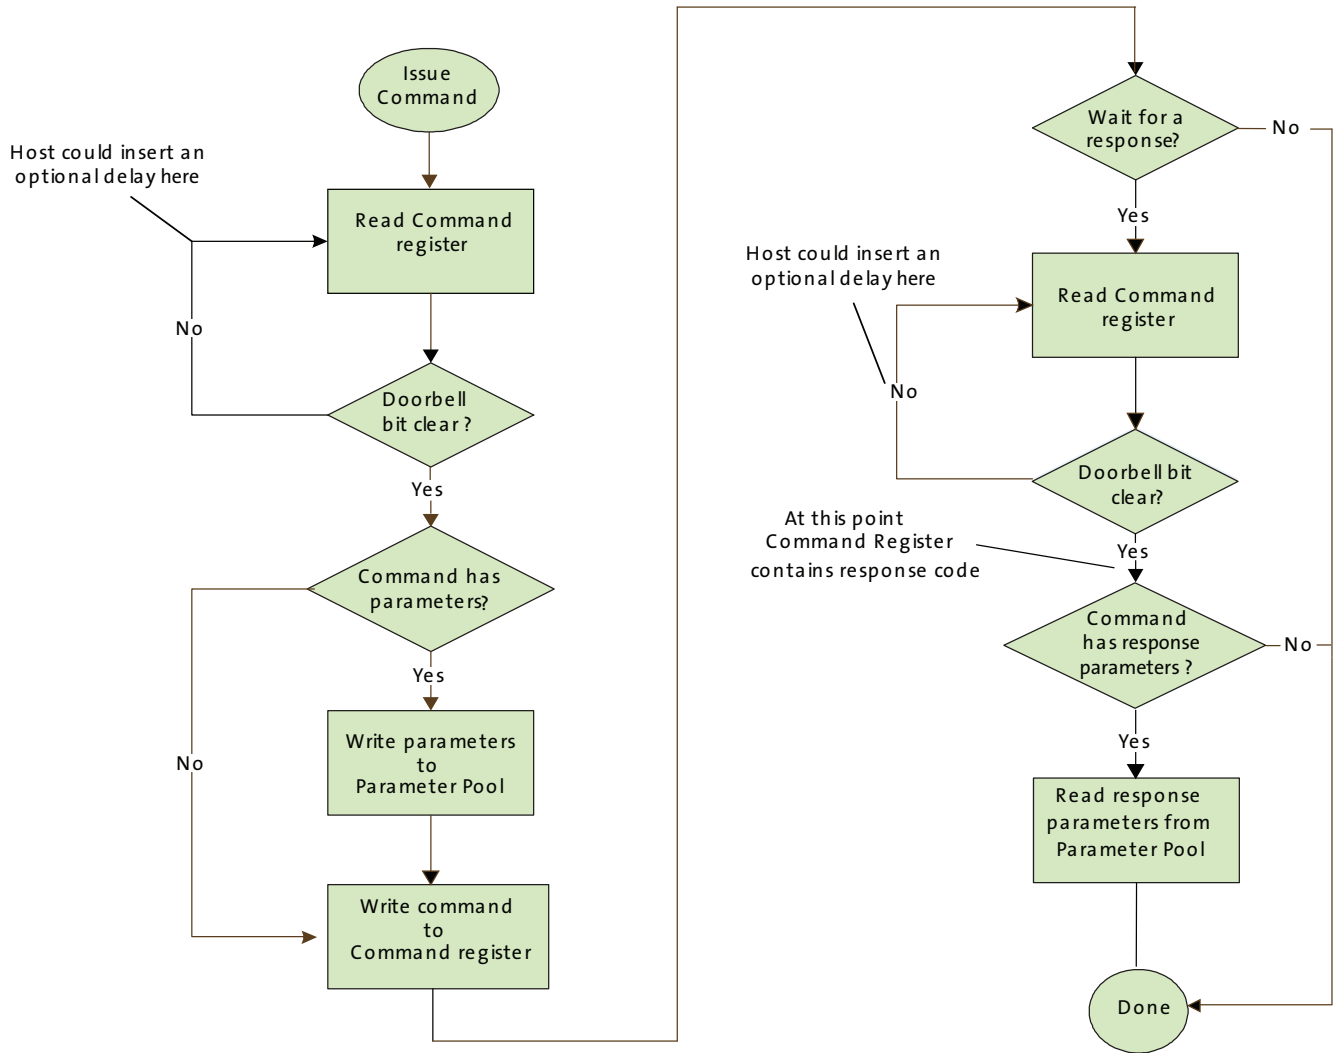 Issue
Command
Host could insert an
optional delay here
Read Command
register
No
Doorbell
bit clear ?
Yes
Command has
parameters?
Yes
Write parameters
to
Parameter Pool
No
Write command
to
Command register
Wait for a
response?
No
Yes
Host could insert an
optional delay here
Read Command
register
No
Doorbell bit
clear?
At this point
Command Register
contains response code
Yes
Command
has response
parameters ?
No
Yes
Read response
parameters from
Parameter Pool
Done